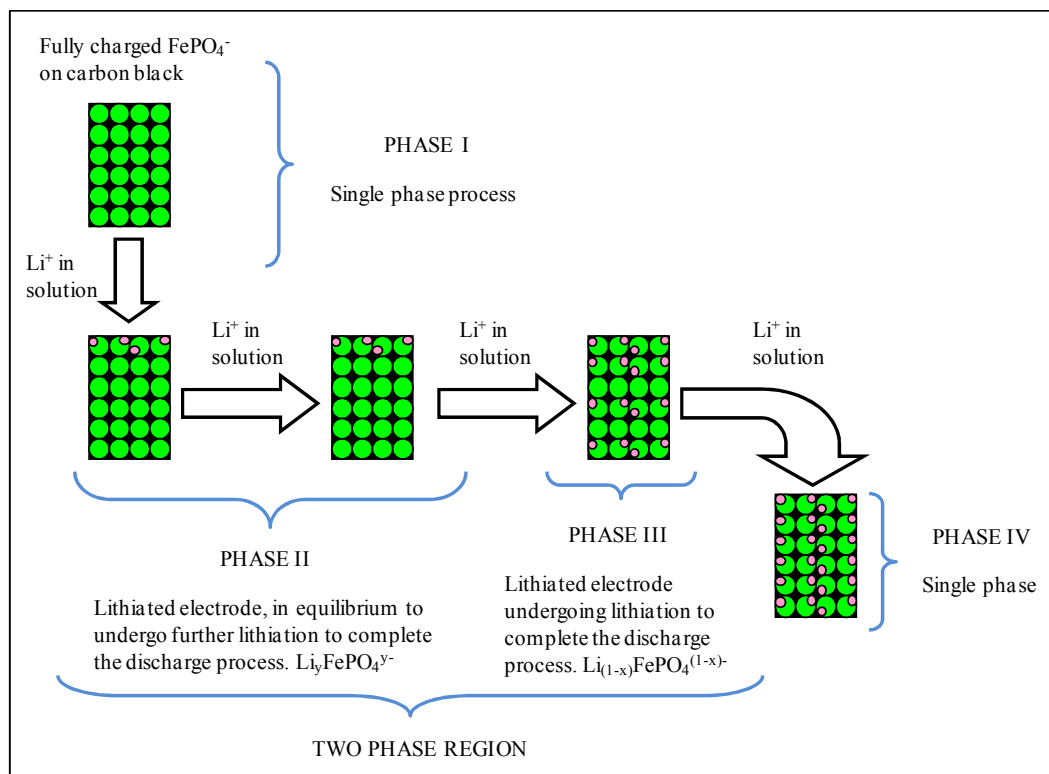 Fully charged FePO₄⁻
on carbon black
PHASE I
Single phase process
Li⁺ in
solution
Li⁺ in
solution
Li⁺ in
solution
Li⁺ in
solution
PHASE II
Lithiated electrode, in equilibrium to
undergo further lithiation to complete
the discharge process. LiᵧFePO₄ʸ⁻
PHASE III
Lithiated electrode
undergoing lithiation to
complete the discharge
process. Li₍₁₋ₓ₎FePO₄⁽¹⁻ˣ⁾⁻
PHASE IV
Single phase
TWO PHASE REGION